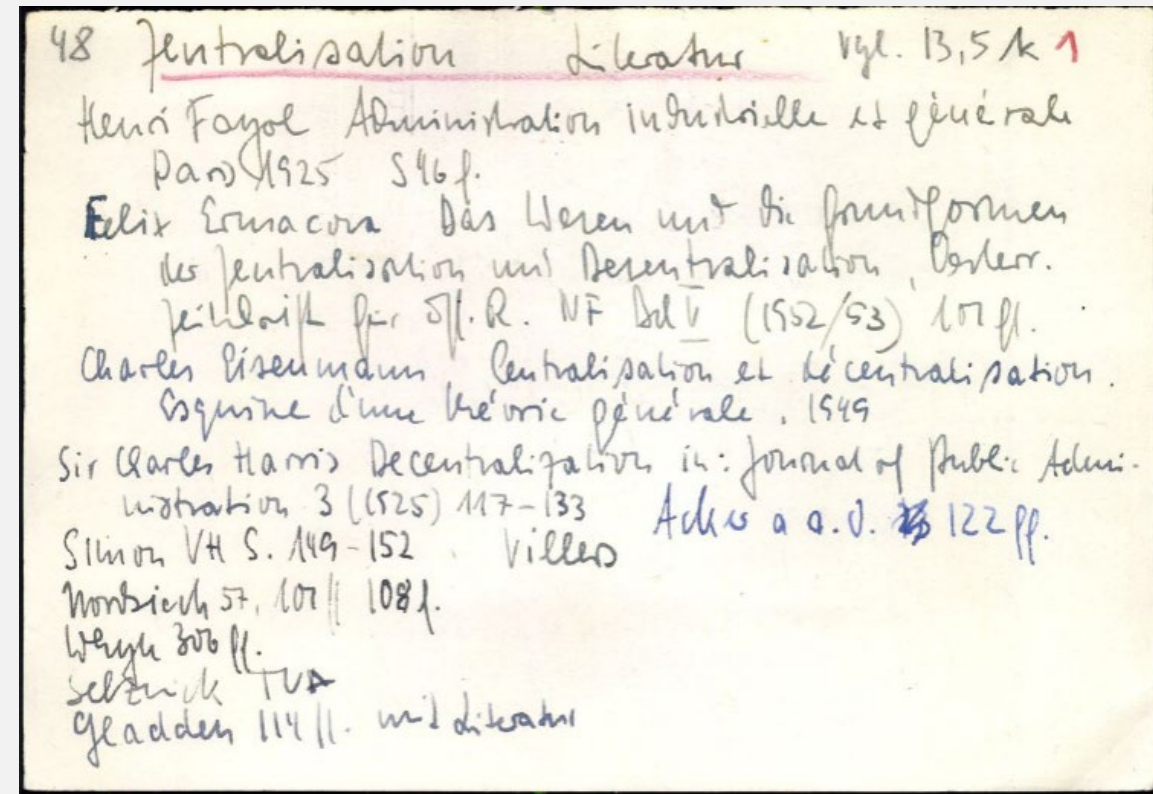 48 Zentralisation Literatur vgl. 13,5 k 1
Henri Fayol Administration industrielle et générale
Paris 1925 S 46 f.
Felix Ermacora Das Wesen und die Grundformen
der Zentralisation und Dezentralisation, Oesterr.
Zeitschrift für öff. R. NF Bd V (1952/53) 101 ff.
Charles Eisenmann Centralisation et décentralisation.
Esquisse d'une théorie générale. 1949
Sir Charles Harris Decentralization in: Journal of Public Admi-
nistration 3 (1925) 117-133
Acker a a.O. 122 ff.
Simon VH S. 149-152. Villers
Nordsieck 57, 101 ff 108 f.
306 ff.
Selznick TVA
Gladden 114 ff. mit Literatur